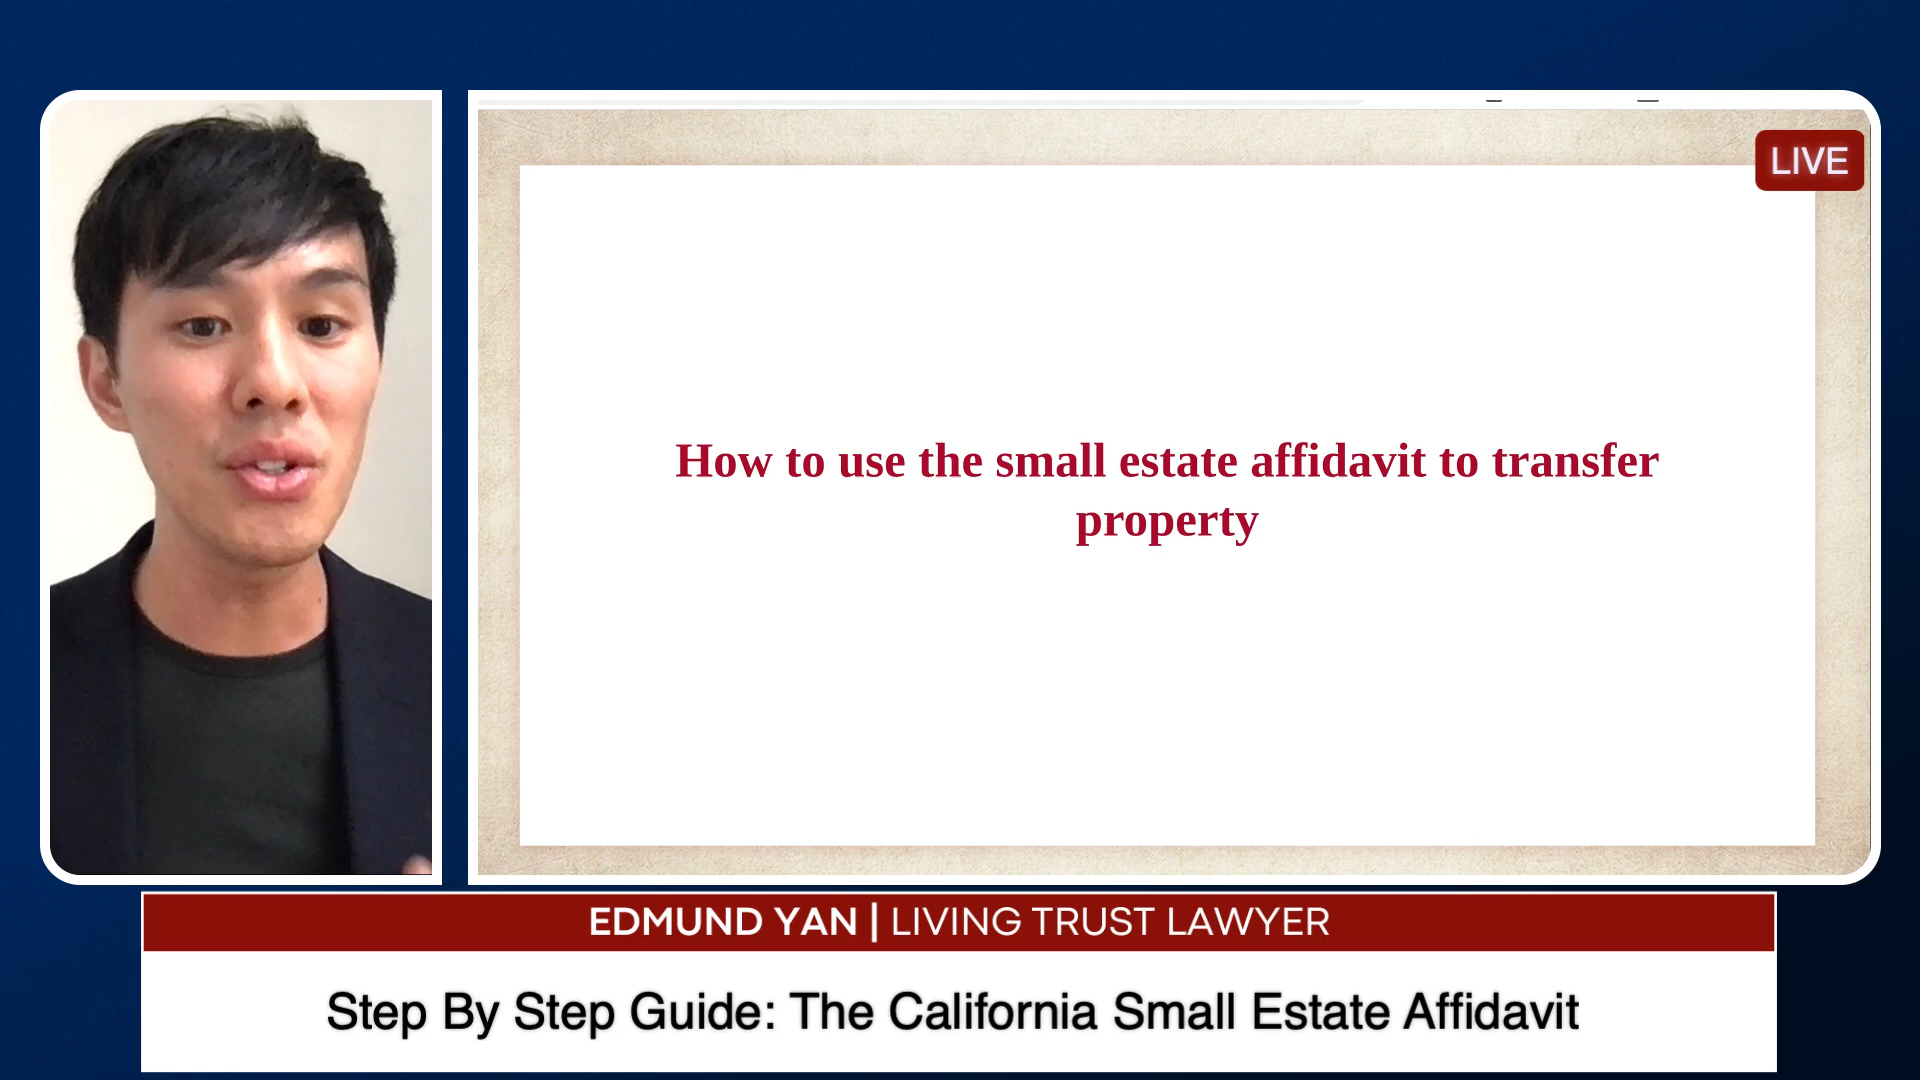 LIVE
How to use the small estate affidavit to transfer
property
EDMUND YAN | LIVING TRUST LAWYER
Step By Step Guide: The California Small Estate Affidavit